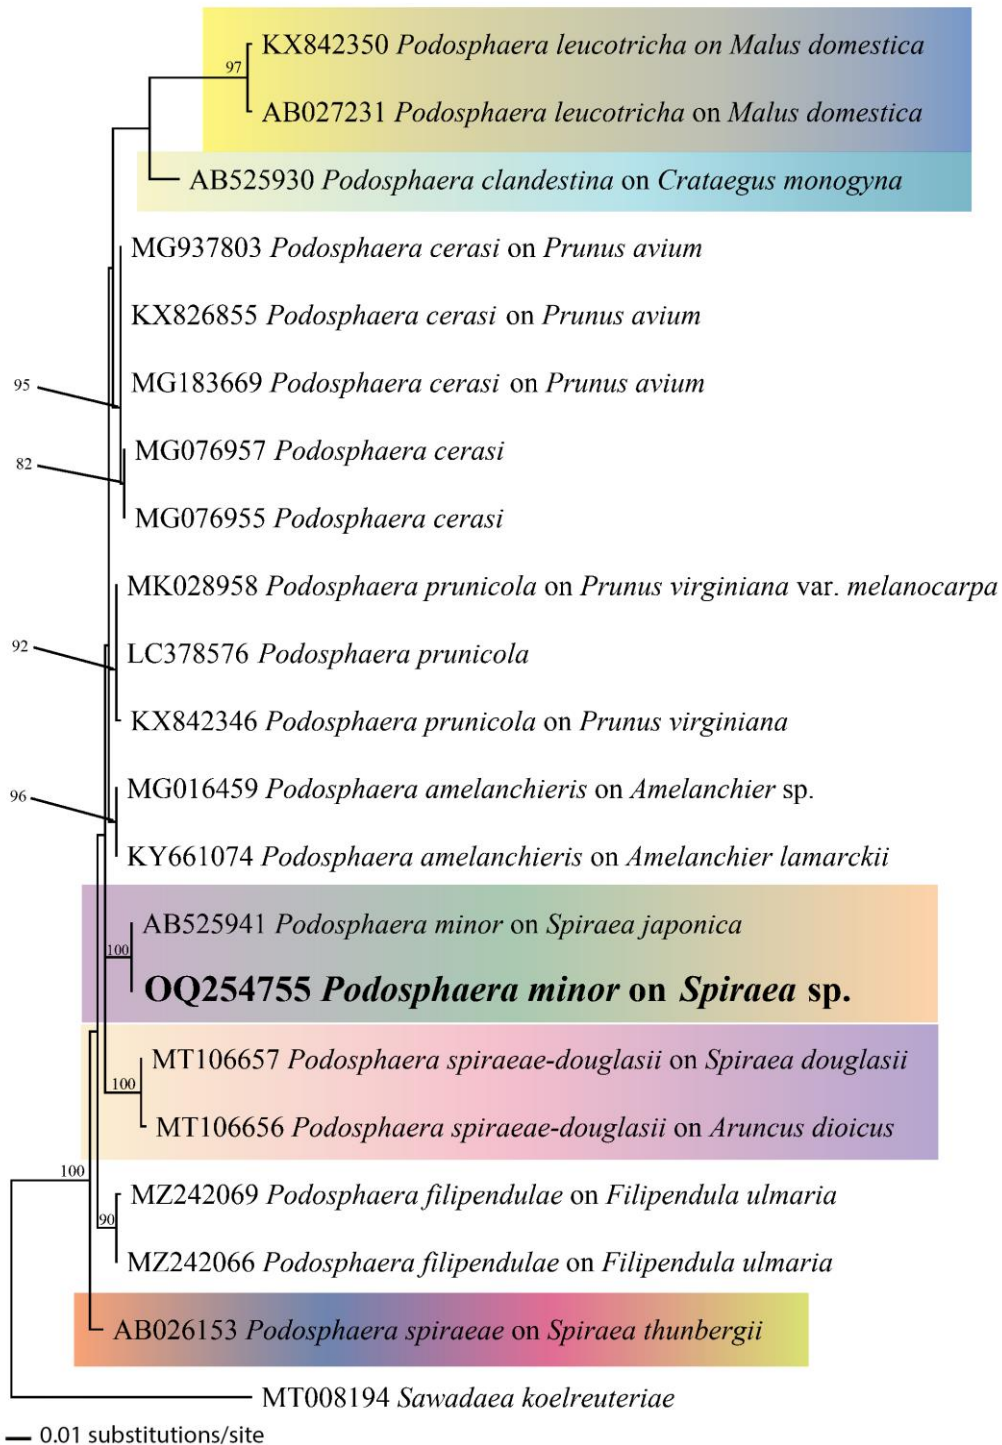 97
KX842350 Podosphaera leucotricha on Malus domestica
AB027231 Podosphaera leucotricha on Malus domestica
AB525930 Podosphaera clandestina on Crataegus monogyna
MG937803 Podosphaera cerasi on Prunus avium
KX826855 Podosphaera cerasi on Prunus avium
95
MG183669 Podosphaera cerasi on Prunus avium
82
MG076957 Podosphaera cerasi
MG076955 Podosphaera cerasi
MK028958 Podosphaera prunicola on Prunus virginiana var. melanocarpa
92
LC378576 Podosphaera prunicola
KX842346 Podosphaera prunicola on Prunus virginiana
96
MG016459 Podosphaera amelanchieris on Amelanchier sp.
KY661074 Podosphaera amelanchieris on Amelanchier lamarckii
AB525941 Podosphaera minor on Spiraea japonica
100
OQ254755 Podosphaera minor on Spiraea sp.
MT106657 Podosphaera spiraeae-douglasii on Spiraea douglasii
100
MT106656 Podosphaera spiraeae-douglasii on Aruncus dioicus
100
MZ242069 Podosphaera filipendulae on Filipendula ulmaria
90
MZ242066 Podosphaera filipendulae on Filipendula ulmaria
AB026153 Podosphaera spiraeae on Spiraea thunbergii
MT008194 Sawadaea koelreuteriae
0.01 substitutions/site